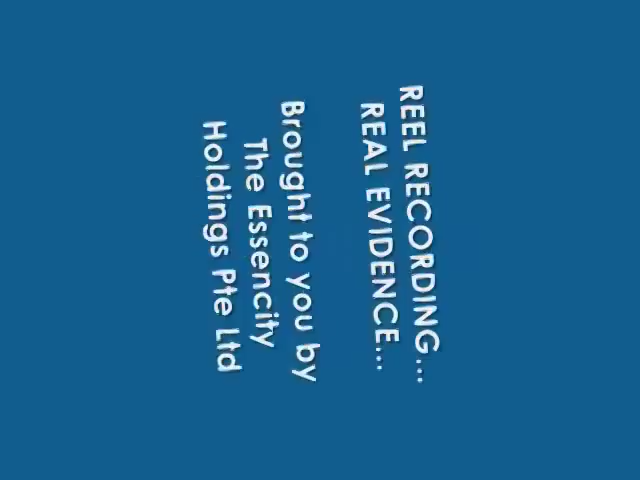 REEL RECORDING...
REAL EVIDENCE...
Brought to you by
The Essencity
Holdings Pte Ltd